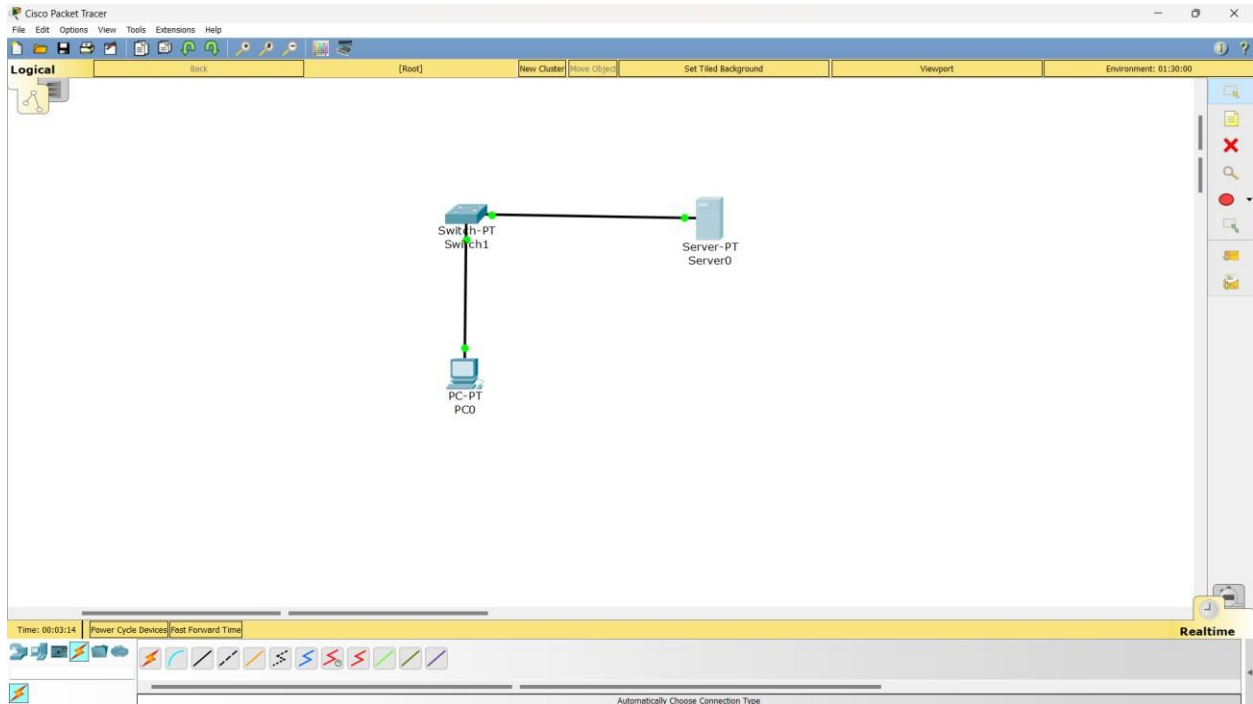 Cisco Packet Tracer
File Edit Options View Tools Extensions Help
Logical Back [Root] New Cluster Move Object Set Tiled Background Viewport Environment: 01:30:00
Switch-PT
Switch1
Server-PT
Server0
PC-PT
PC0
Time: 00:03:14 Power Cycle Devices Fast Forward Time Realtime
Automatically Choose Connection Type